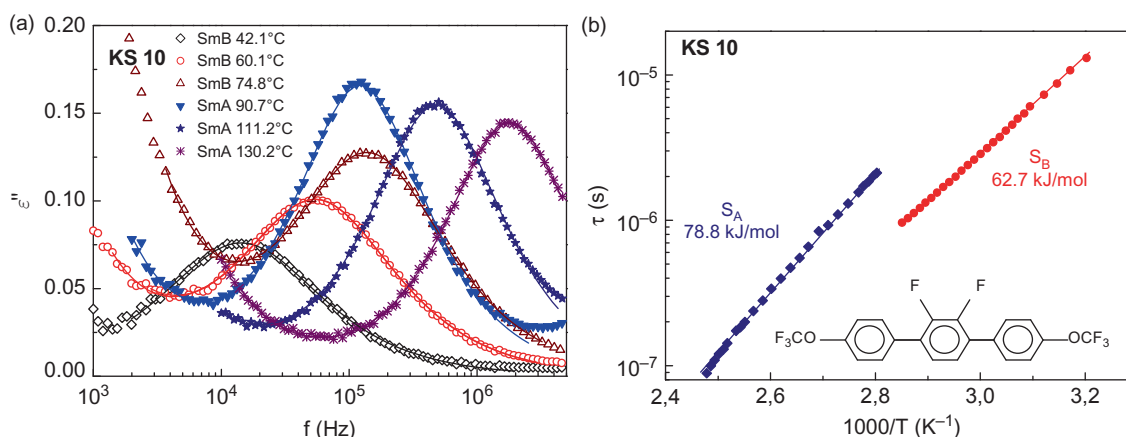 (a)
0.20
0.15
0.10
0.05
0.00
ε"
KS 10
SmB 42.1°C
SmB 60.1°C
SmB 74.8°C
SmA 90.7°C
SmA 111.2°C
SmA 130.2°C
10³ 10⁴ 10⁵ 10⁶
f (Hz)
(b)
KS 10
10⁻⁵
10⁻⁶
10⁻⁷
τ (s)
S_B
62.7 kJ/mol
S_A
78.8 kJ/mol
F F
F₃CO OCF₃
2,4 2,6 2,8 3,0 3,2
1000/T (K⁻¹)